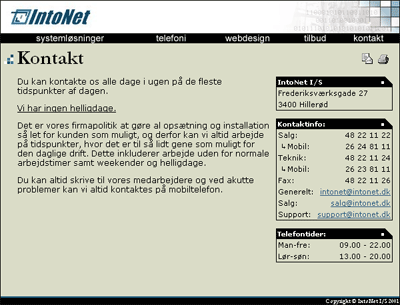 IntoNet
systemløsninger telefoni webdesign tilbud kontakt
Kontakt
Du kan kontakte os alle dage i ugen på de fleste
tidspunkter af dagen.
Vi har ingen helligdage.
Det er vores firmapolitik at gøre al opsætning og installation
så let for kunden som muligt, og derfor kan vi altid arbejde
på tidspunkter, hvor det er til så lidt gene som muligt for
den daglige drift. Dette inkluderer arbejde uden for normale
arbejdstimer samt weekender og helligdage.
Du kan altid skrive til vores medarbejdere og ved akutte
problemer kan vi altid kontaktes på mobiltelefon.
IntoNet I/S
Frederiksværksgade 27
3400 Hillerød
Kontaktinfo:
Salg: 48 22 11 22
Mobil: 26 24 81 11
Teknik: 48 22 11 24
Mobil: 26 23 81 11
Fax: 48 22 11 26
Generelt: intonet@intonet.dk
Salg: salg@intonet.dk
Support: support@intonet.dk
Telefontider:
Man-fre: 09.00 - 22.00
Lør-søn: 13.00 - 20.00
Copyright © IntoNet I/S 2001